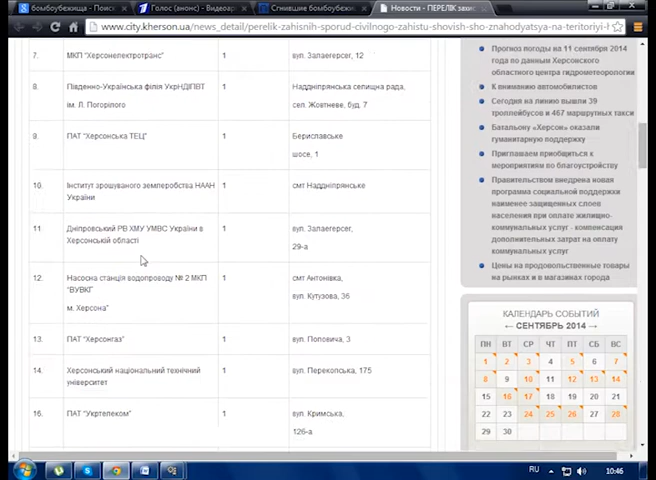 бомбоубежища - Поиск
Голос (анонс) - Видеоарх
Сгнившие бомбоубеж
Новости - ПЕРЕЛІК захис
www.city.kherson.ua/news_detail/perelik-zahisnih-sporud-civilnogo-zahistu-shovish-sho-znahodyatsya-na-teritoriyi-h
7. МКП "Херсонелектротранс" 1 вул. Залаегерсег, 12
8. Південно-Українська філія УкрНДІПВТ 1 Наддніпрянська селищна рада,
ім. Л. Погорілого сел. Жовтневе, буд. 7
9. ПАТ "Херсонська ТЕЦ" 1 Бериславське
шосе, 1
10. Інститут зрошуваного землеробства НААН 1 смт Наддніпрянське
України
11. Дніпровський РВ ХМУ УМВС України в 1 вул. Залаегерсег,
Херсонській області
29-а
12. Насосна станція водопроводу № 2 МКП 1 смт Антонівка,
"ВУВКГ
вул. Кутузова, 36
м. Херсона"
13. ПАТ "Херсонгаз" 1 вул. Поповича, 3
14. Херсонський національний технічний 1 вул. Перекопська, 175
університет
16. ПАТ "Укртелеком" 1 вул. Кримська,
126-а
Прогноз погоды на 11 сентября 2014
года по данным Херсонского
областного центра гидрометеорологии
К вниманию автомобилистов
Сегодня на линию вышли 39
троллейбусов и 467 маршрутных такси
Батальону «Херсон» оказали
гуманитарную поддержку
Приглашаем приобщиться к
мероприятиям по благоустройству
Правительством внедрена новая
программа социальной поддержки
наименее защищенных слоев
населения при оплате жилищно-
коммунальных услуг - компенсация
дополнительных затрат на оплату
коммунальных услуг
Цены на продовольственные товары
на рынках и в магазинах города
КАЛЕНДАРЬ СОБЫТИЙ
←СЕНТЯБРЬ 2014→
ПН ВТ СР ЧТ ПТ СБ ВС
1 2 3 4 5 6 7
8 9 10 11 12 13 14
15 16 17 18 19 20 21
22 23 24 25 26 27 28
29 30
RU 10:46